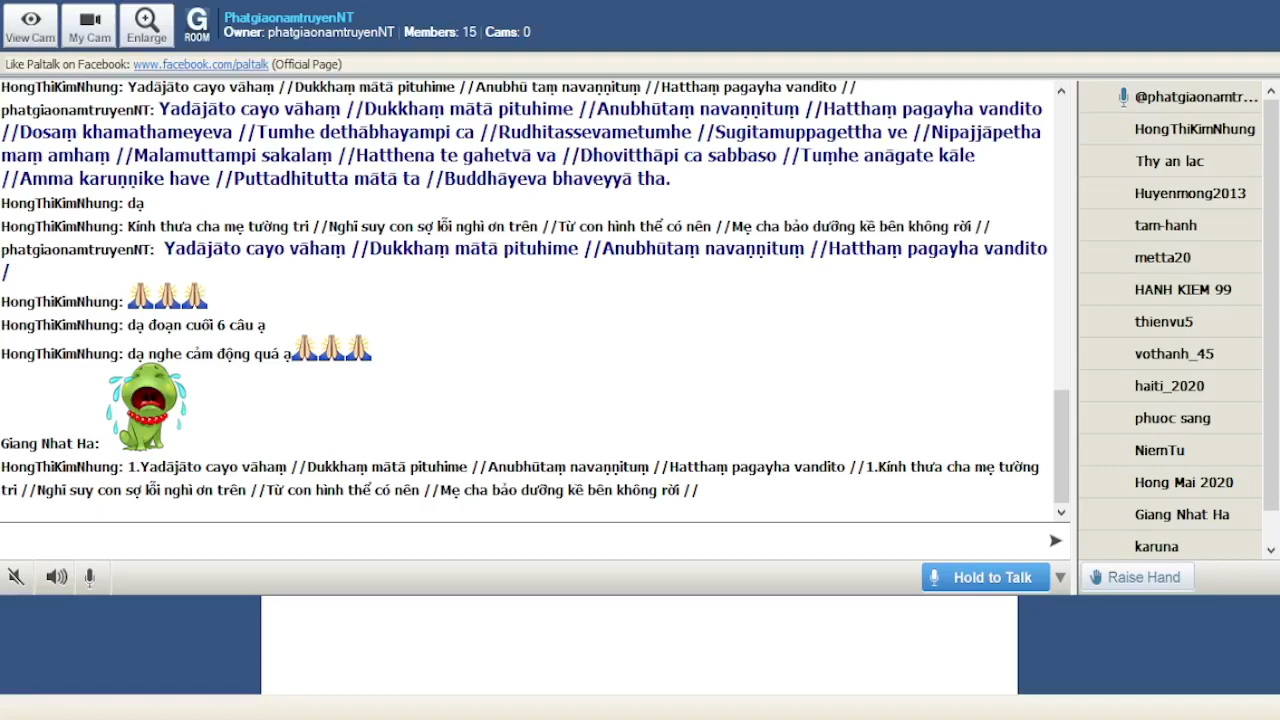 View Cam
My Cam
Enlarge
G
ROOM
PhatgiaonamtruyenNT
Owner: phatgiaonamtruyenNT | Members: 15 | Cams: 0
Like Paltalk on Facebook: www.facebook.com/paltalk (Official Page)
HongThiKimNhung: Yadājāto cayo vāhaṃ //Dukkhaṃ mātā pituhime //Anubhū taṃ navaṇṇituṃ //Hatthaṃ pagayha vandito //
phatgiaonamtruyenNT: Yadājāto cayo vāhaṃ //Dukkhaṃ mātā pituhime //Anubhūtaṃ navaṇṇituṃ //Hatthaṃ pagayha vandito
//Dosaṃ khamathameyeva //Tumhe dethābhayampi ca //Rudhitassevametumhe //Sugitamuppagettha ve //Nipajjāpetha
maṃ amhaṃ //Malamuttampi sakalaṃ //Hatthena te gahetvā va //Dhovitthāpi ca sabbaso //Tuṃhe anāgate kāle
//Amma karuṇṇike have //Puttadhitutta mātā ta //Buddhāyeva bhaveyyā tha.
HongThiKimNhung: dạ
HongThiKimNhung: Kính thưa cha mẹ tường tri //Nghĩ suy con sợ lỗi nghì ơn trên //Từ con hình thể có nên //Mẹ cha bảo dưỡng kề bên không rời //
phatgiaonamtruyenNT: Yadājāto cayo vāhaṃ //Dukkhaṃ mātā pituhime //Anubhūtaṃ navaṇṇituṃ //Hatthaṃ pagayha vandito
/
HongThiKimNhung:
HongThiKimNhung: dạ đoạn cuối 6 câu ạ
HongThiKimNhung: dạ nghe cảm động quá ạ
Giang Nhat Ha:
HongThiKimNhung: 1.Yadājāto cayo vāhaṃ //Dukkhaṃ mātā pituhime //Anubhūtaṃ navaṇṇituṃ //Hatthaṃ pagayha vandito //1.Kính thưa cha mẹ tường
tri //Nghĩ suy con sợ lỗi nghì ơn trên //Từ con hình thể có nên //Mẹ cha bảo dưỡng kề bên không rời //
@phatgiaonamtr...
HongThiKimNhung
Thy an lac
Huyenmong2013
tam-hanh
metta20
HANH KIEM 99
thienvu5
vothanh_45
haiti_2020
phuoc sang
NiemTu
Hong Mai 2020
Giang Nhat Ha
karuna
Hold to Talk
Raise Hand